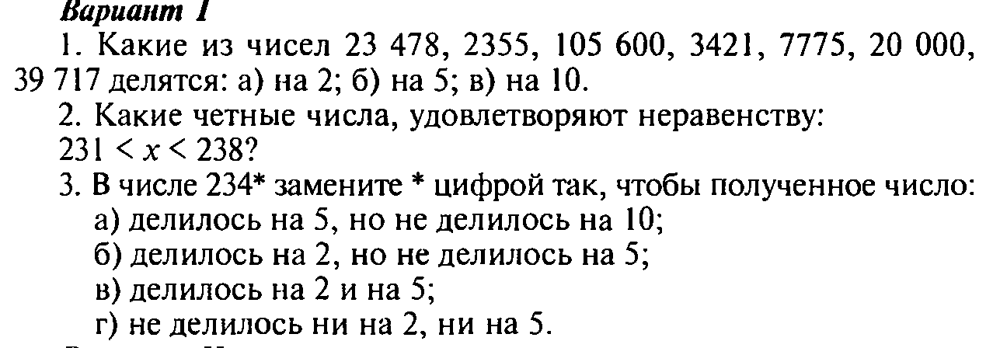 Вариант I
1. Какие из чисел 23 478, 2355, 105 600, 3421, 7775, 20 000,
39 717 делятся: а) на 2; б) на 5; в) на 10.
2. Какие четные числа, удовлетворяют неравенству:
231 < x < 238?
3. В числе 234* замените * цифрой так, чтобы полученное число:
а) делилось на 5, но не делилось на 10;
б) делилось на 2, но не делилось на 5;
в) делилось на 2 и на 5;
г) не делилось ни на 2, ни на 5.